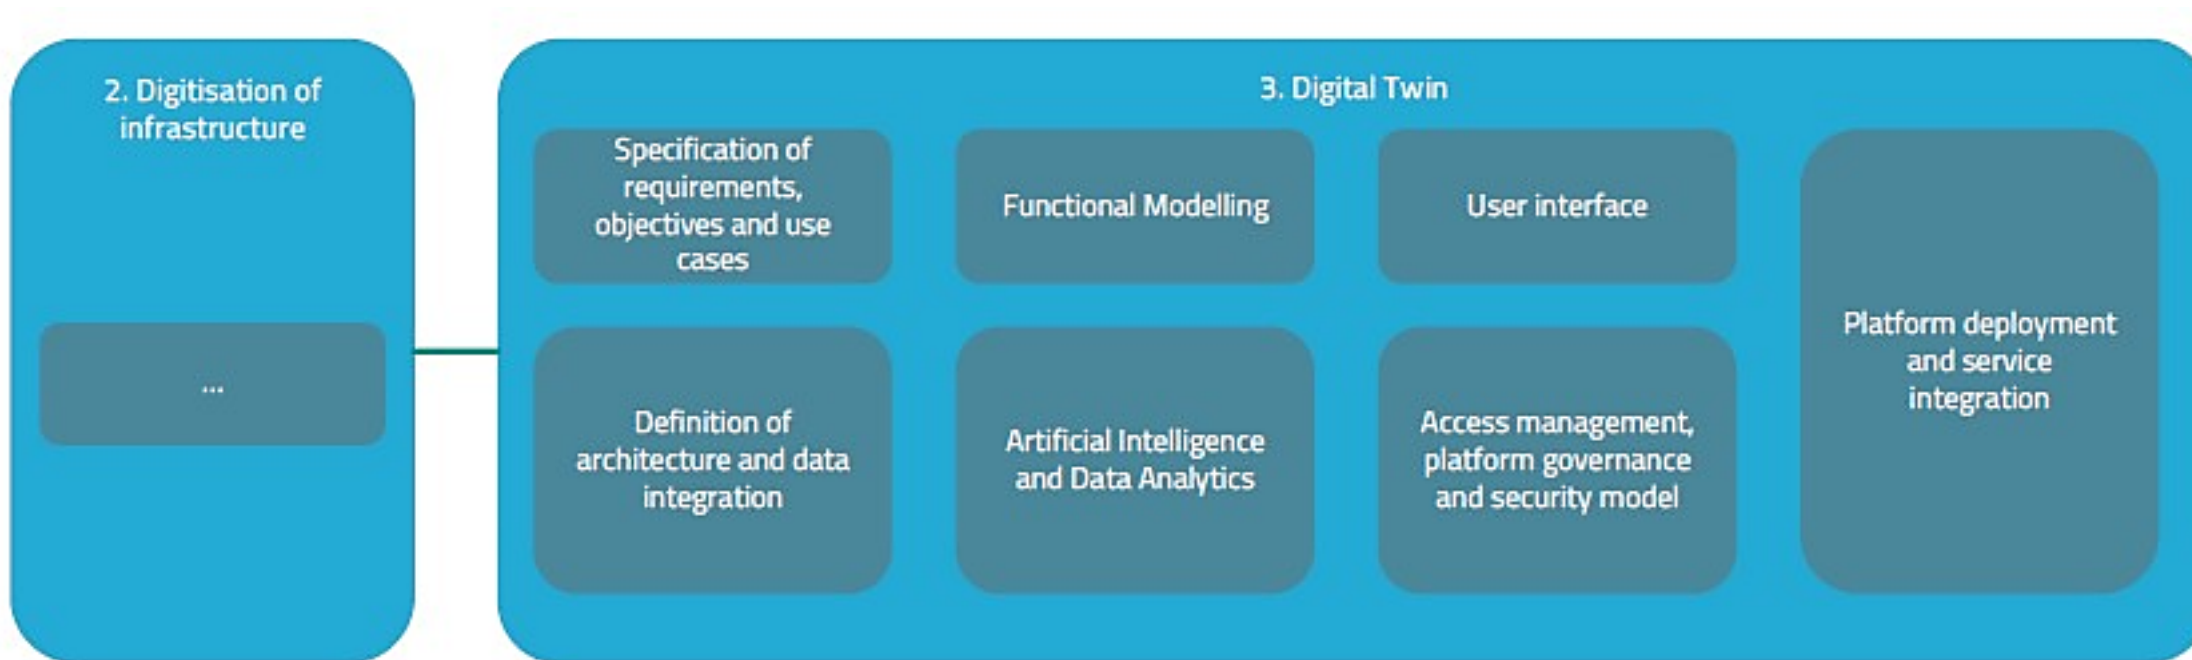 2. Digitisation of
infrastructure
...
3. Digital Twin
Specification of
requirements,
objectives and use
cases
Functional Modelling
User interface
Definition of
architecture and data
integration
Artificial Intelligence
and Data Analytics
Access management,
platform governance
and security model
Platform deployment
and service
integration